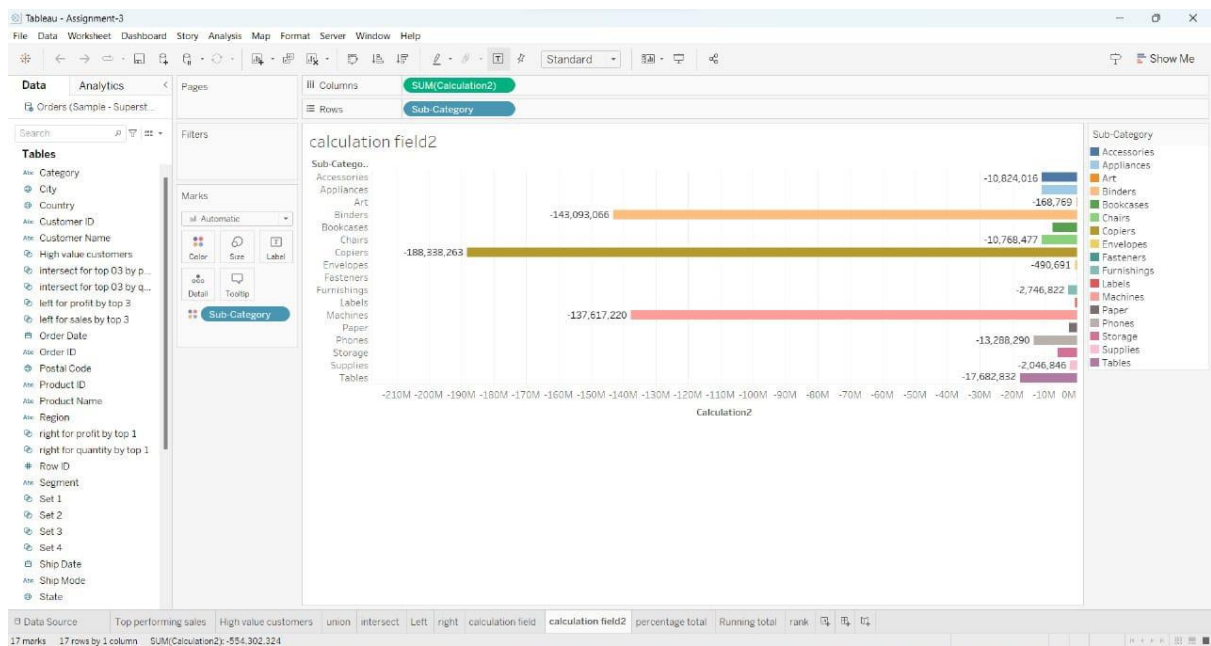 Tableau - Assignment-3
File Data Worksheet Dashboard Story Analysis Map Format Server Window Help
Standard
Show Me
Data Analytics
Orders (Sample - Superst...
Search
Tables
Category
City
Country
Customer ID
Customer Name
High value customers
intersect for top 03 by p...
intersect for top 03 by q...
left for profit by top 3
left for sales by top 3
Order Date
Order ID
Postal Code
Product ID
Product Name
Region
right for profit by top 1
right for quantity by top 1
Row ID
Segment
Set 1
Set 2
Set 3
Set 4
Ship Date
Ship Mode
State
Pages
Filters
Marks
Automatic
Color Size Label
Detail Tooltip
Sub-Category
Columns SUM(Calculation2)
Rows Sub-Category
calculation field2
Sub-Catego..
Accessories -10,824,016
Appliances
Art -168,769
Binders -143,093,066
Bookcases
Chairs -10,768,477
Copiers -188,338,263
Envelopes -490,691
Fasteners
Furnishings -2,746,822
Labels
Machines -137,617,220
Paper
Phones -13,288,290
Storage
Supplies -2,046,846
Tables -17,682,832
-210M -200M -190M -180M -170M -160M -150M -140M -130M -120M -110M -100M -90M -80M -70M -60M -50M -40M -30M -20M -10M 0M
Calculation2
Sub-Category
Accessories
Appliances
Art
Binders
Bookcases
Chairs
Copiers
Envelopes
Fasteners
Furnishings
Labels
Machines
Paper
Phones
Storage
Supplies
Tables
Data Source Top performing sales High value customers union intersect Left right calculation field calculation field2 percentage total Running total rank
17 marks 17 rows by 1 column SUM(Calculation2): -554,302,324